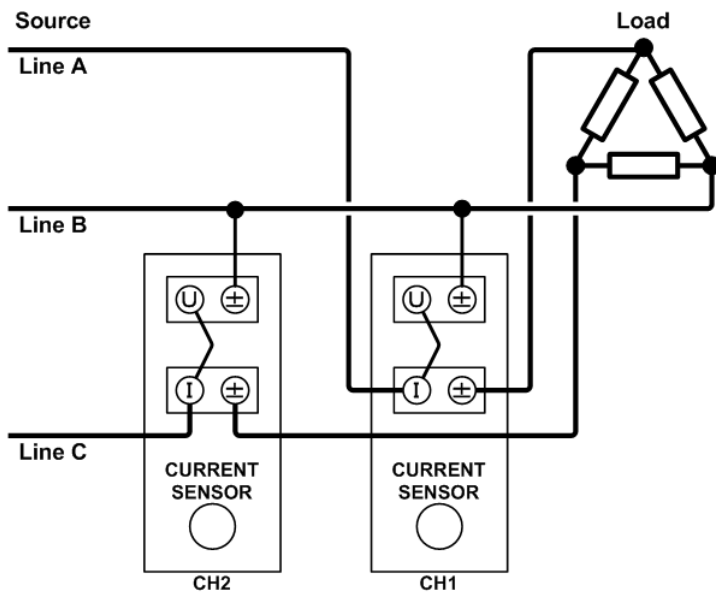 Source
Load
Line A
Line B
U ±
U ±
I ±
I ±
Line C
CURRENT
SENSOR
CURRENT
SENSOR
CH2
CH1